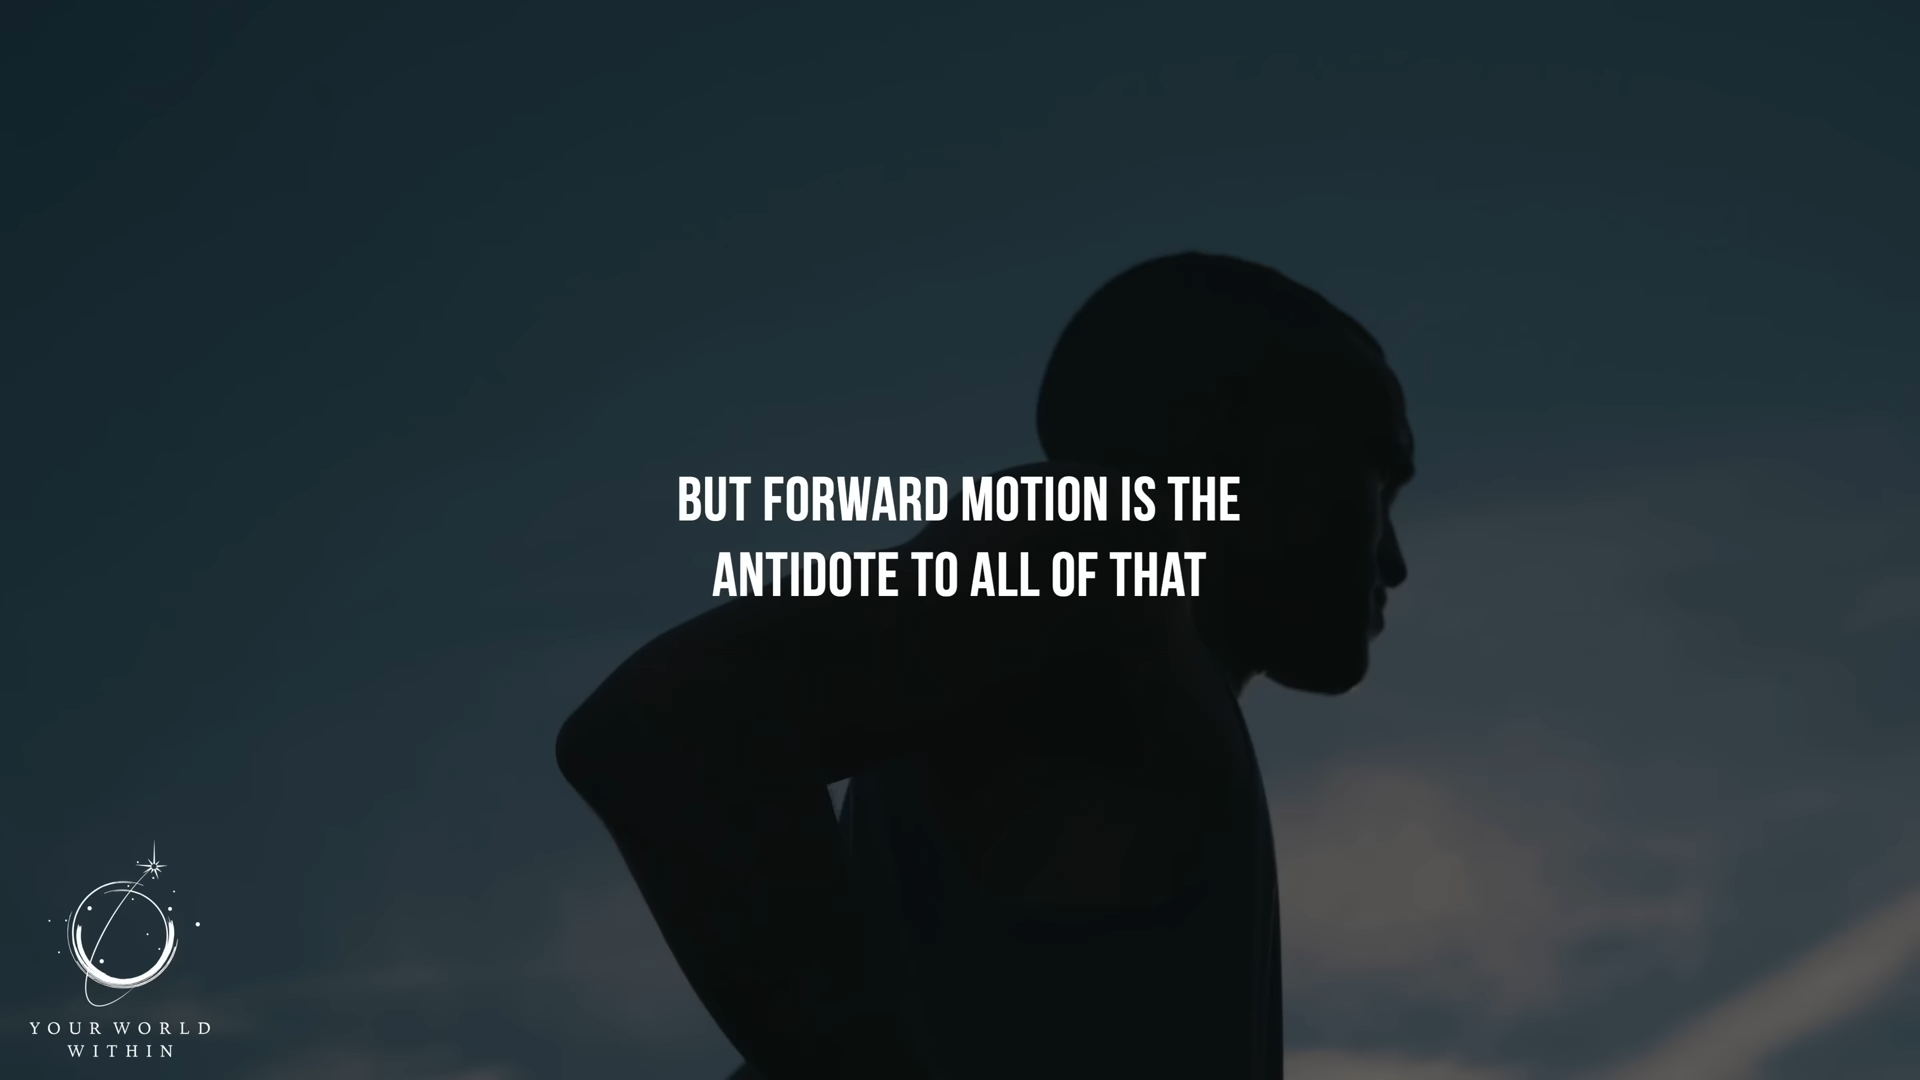 BUT FORWARD MOTION IS THE
ANTIDOTE TO ALL OF THAT
YOUR WORLD
WITHIN